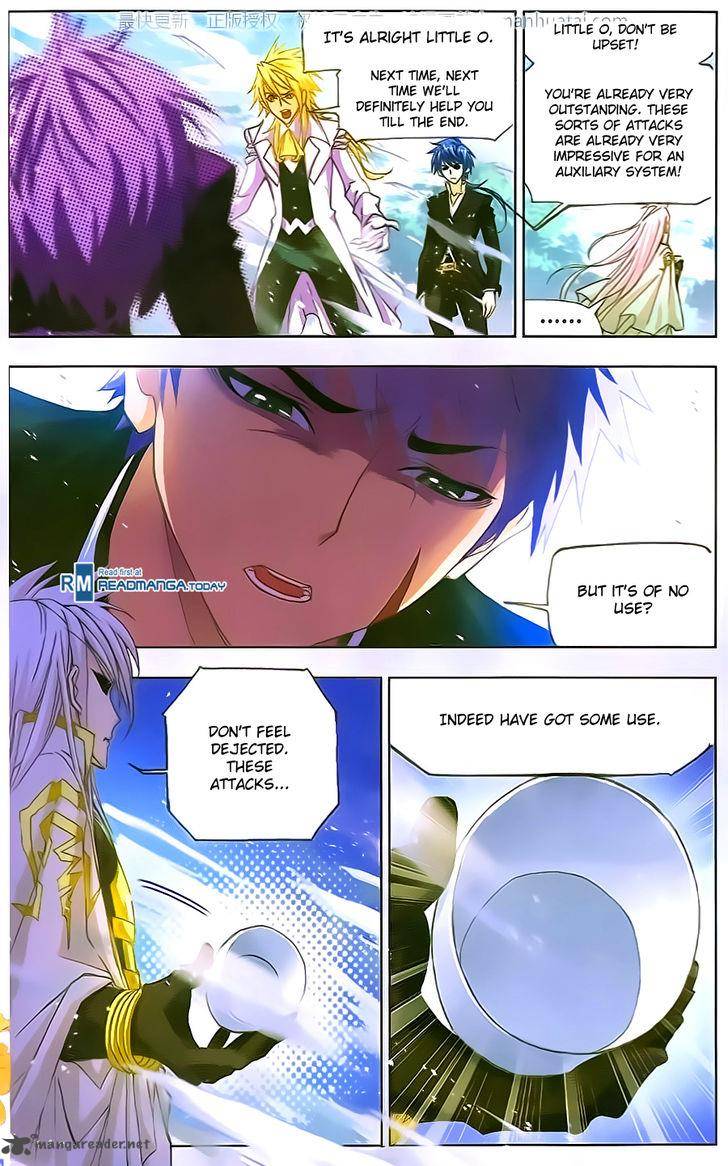 最快更新 正版授权
manhuatai.com
IT'S ALRIGHT LITTLE O.
NEXT TIME, NEXT
TIME WE'LL
DEFINITELY HELP YOU
TILL THE END.
LITTLE O, DON'T BE
UPSET!
YOU'RE ALREADY VERY
OUTSTANDING. THESE
SORTS OF ATTACKS
ARE ALREADY VERY
IMPRESSIVE FOR AN
AUXILIARY SYSTEM!
......
BUT IT'S OF NO
USE?
RM
Read first at
READMANGA.TODAY
DON'T FEEL
DEJECTED.
THESE
ATTACKS...
INDEED HAVE GOT SOME USE.
mangareader.net